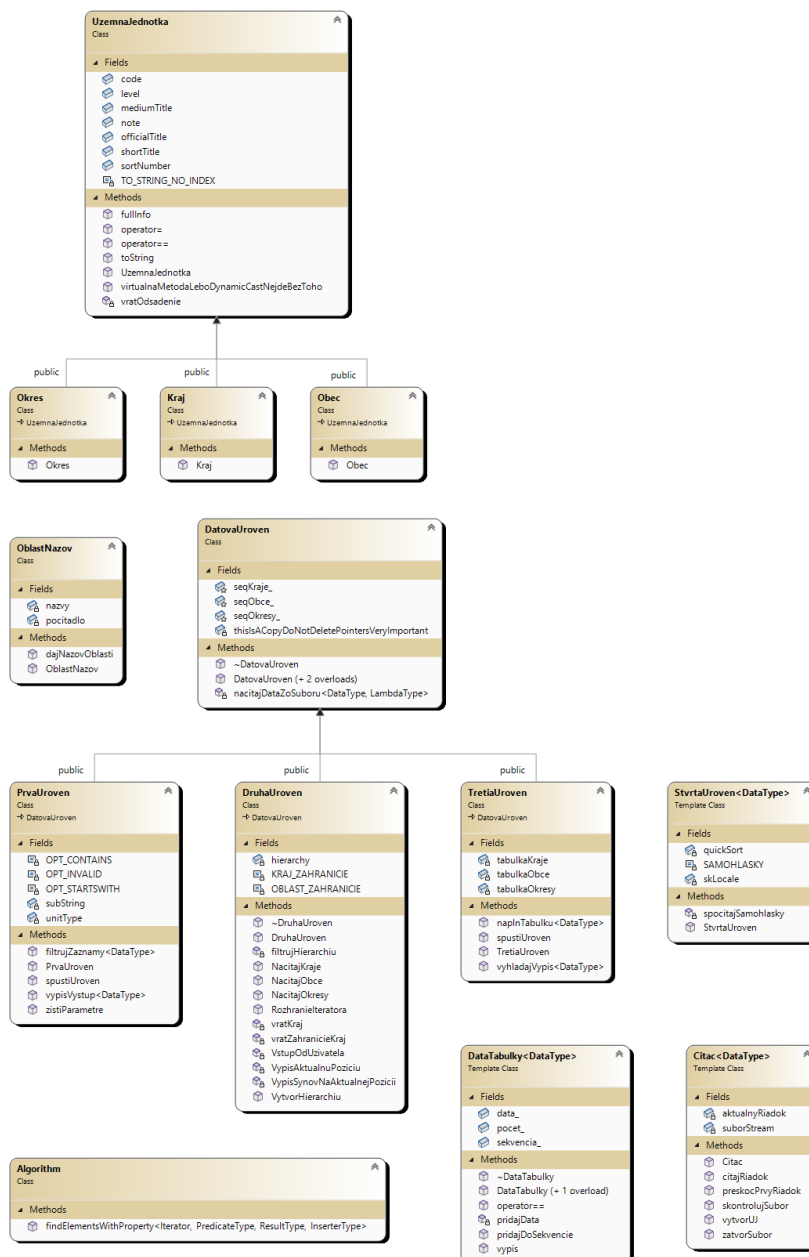 UzemnaJednotka
Class
Fields
code
level
mediumTitle
note
officialTitle
shortTitle
sortNumber
TO_STRING_NO_INDEX
Methods
fullInfo
operator=
operator==
toString
UzemnaJednotka
virtualnaMetodaLeboDynamicCastNejdeBezToho
vratOdsadenie
public
public
public
Okres
Class
UzemnaJednotka
Methods
Okres
Kraj
Class
UzemnaJednotka
Methods
Kraj
Obec
Class
UzemnaJednotka
Methods
Obec
OblastNazov
Class
Fields
nazvy
pocitadlo
Methods
dajNazovOblasti
OblastNazov
DatovaUroven
Class
Fields
seqKraje_
seqObce_
seqOkresy_
thisIsACopyDoNotDeletePointersVeryImportant
Methods
~DatovaUroven
DatovaUroven (+ 2 overloads)
nacitajDataZoSuboru<DataType, LambdaType>
public
public
public
PrvaUroven
Class
DatovaUroven
Fields
OPT_CONTAINS
OPT_INVALID
OPT_STARTSWITH
subString
unitType
Methods
filtrujZaznamy<DataType>
PrvaUroven
spustiUroven
vypisVystup<DataType>
zistiParametre
DruhaUroven
Class
DatovaUroven
Fields
hierarchy
KRAJ_ZAHRANICIE
OBLAST_ZAHRANICIE
Methods
~DruhaUroven
DruhaUroven
filtrujHierarchiu
NacitajKraje
NacitajObce
NacitajOkresy
RozhranieIteratora
vratKraj
vratZahranicieKraj
VstupOdUzivatela
VypisAktualnuPoziciu
VypisSynovNaAktualnejPozicii
VytvorHierarchiu
TretiaUroven
Class
DatovaUroven
Fields
tabulkaKraje
tabulkaObce
tabulkaOkresy
Methods
naplnTabulku<DataType>
spustiUroven
TretiaUroven
vyhladajVypis<DataType>
StvrtaUroven<DataType>
Template Class
Fields
quickSort
SAMOHLASKY
skLocale
Methods
spocitajSamohlasky
StvrtaUroven
DataTabulky<DataType>
Template Class
Fields
data_
pocet_
sekvencia_
Methods
~DataTabulky
DataTabulky (+ 1 overload)
operator==
pridajData
pridajDoSekvencie
vypis
Citac<DataType>
Template Class
Fields
aktualnyRiadok
suborStream
Methods
Citac
citajRiadok
preskocPrvyRiadok
skontrolujSubor
vytvorUJ
zatvorSubor
Algorithm
Class
Methods
findElementsWithProperty<Iterator, PredicateType, ResultType, InserterType>